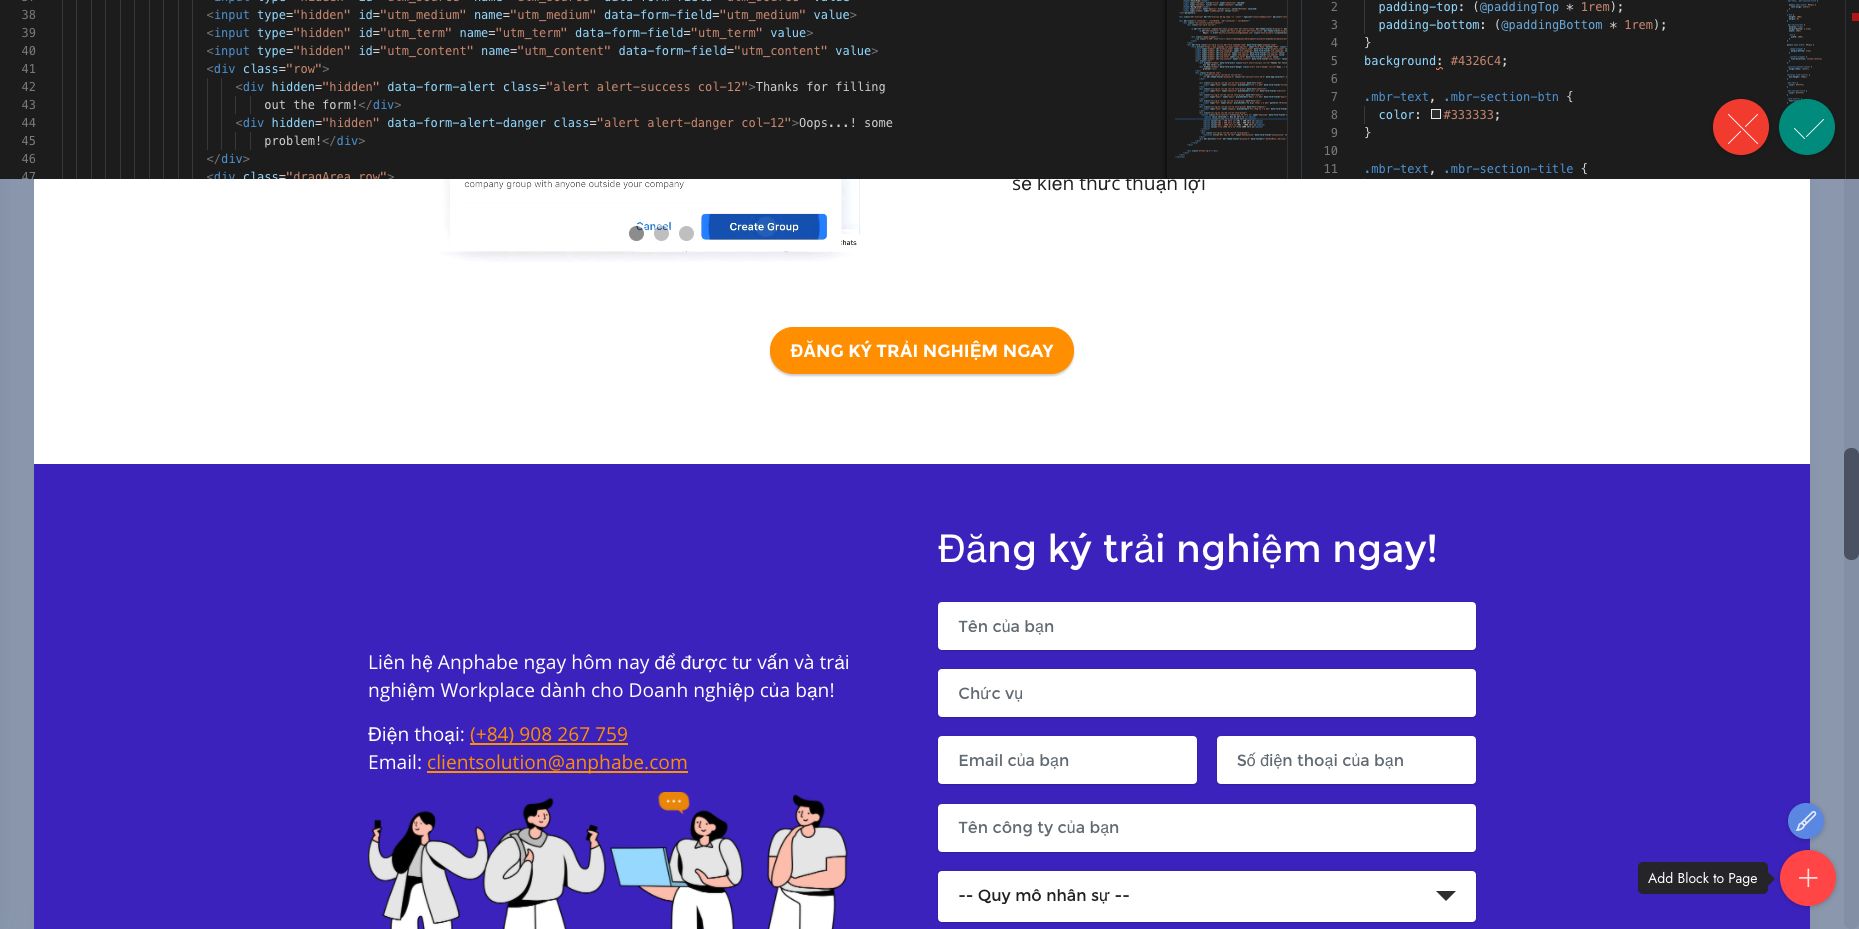 38 <input type="hidden" id="utm_medium" name="utm_medium" data-form-field="utm_medium" value>
39 <input type="hidden" id="utm_term" name="utm_term" data-form-field="utm_term" value>
40 <input type="hidden" id="utm_content" name="utm_content" data-form-field="utm_content" value>
41 <div class="row">
42 <div hidden="hidden" data-form-alert class="alert alert-success col-12">Thanks for filling
43 out the form!</div>
44 <div hidden="hidden" data-form-alert-danger class="alert alert-danger col-12">Oops...! some
45 problem!</div>
46 </div>
47 <div class="dragArea row">
2 padding-top: (@paddingTop * 1rem);
3 padding-bottom: (@paddingBottom * 1rem);
4 }
5 background: #4326C4;
6
7 .mbr-text, .mbr-section-btn {
8 color: #333333;
9 }
10
11 .mbr-text, .mbr-section-title {
company group with anyone outside your company
Cancel
Create Group
hats
sẻ kiến thức thuận lợi
ĐĂNG KÝ TRẢI NGHIỆM NGAY
Đăng ký trải nghiệm ngay!
Liên hệ Anphabe ngay hôm nay để được tư vấn và trải
nghiệm Workplace dành cho Doanh nghiệp của bạn!
Điện thoại: (+84) 908 267 759
Email: clientsolution@anphabe.com
Tên của bạn
Chức vụ
Email của bạn
Số điện thoại của bạn
Tên công ty của bạn
-- Quy mô nhân sự --
Add Block to Page